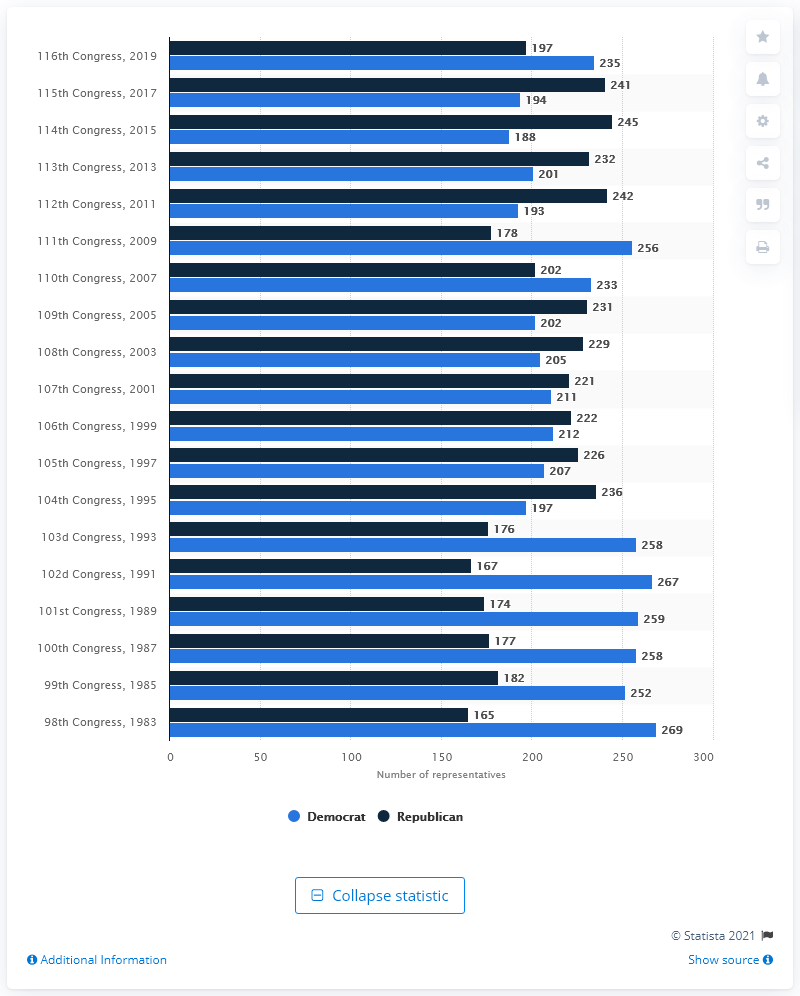 197
116th Congress, 2019
235
241
115th Congress, 2017
194
245
114th Congress, 2015
188
232
113th Congress, 2013
201
242
112th Congress, 2011
193
178
111th Congress, 2009
256
202
110th Congress, 2007
233
231
109th Congress, 2005
202
229
108th Congress, 2003
205
221
107th Congress, 2001
211
222
106th Congress, 1999
212
226
105th Congress, 1997
207
236
104th Congress, 1995
197
176
103d Congress, 1993
258
167
102d Congress, 1991
267
174
101st Congress, 1989
259
177
100th Congress, 1987
258
182
99th Congress, 1985
252
165
98th Congress, 1983
269
0 50 100 150 200 250 300
Number of representatives
Democrat Republican
Collapse statistic
© Statista 2021
Additional Information Show source